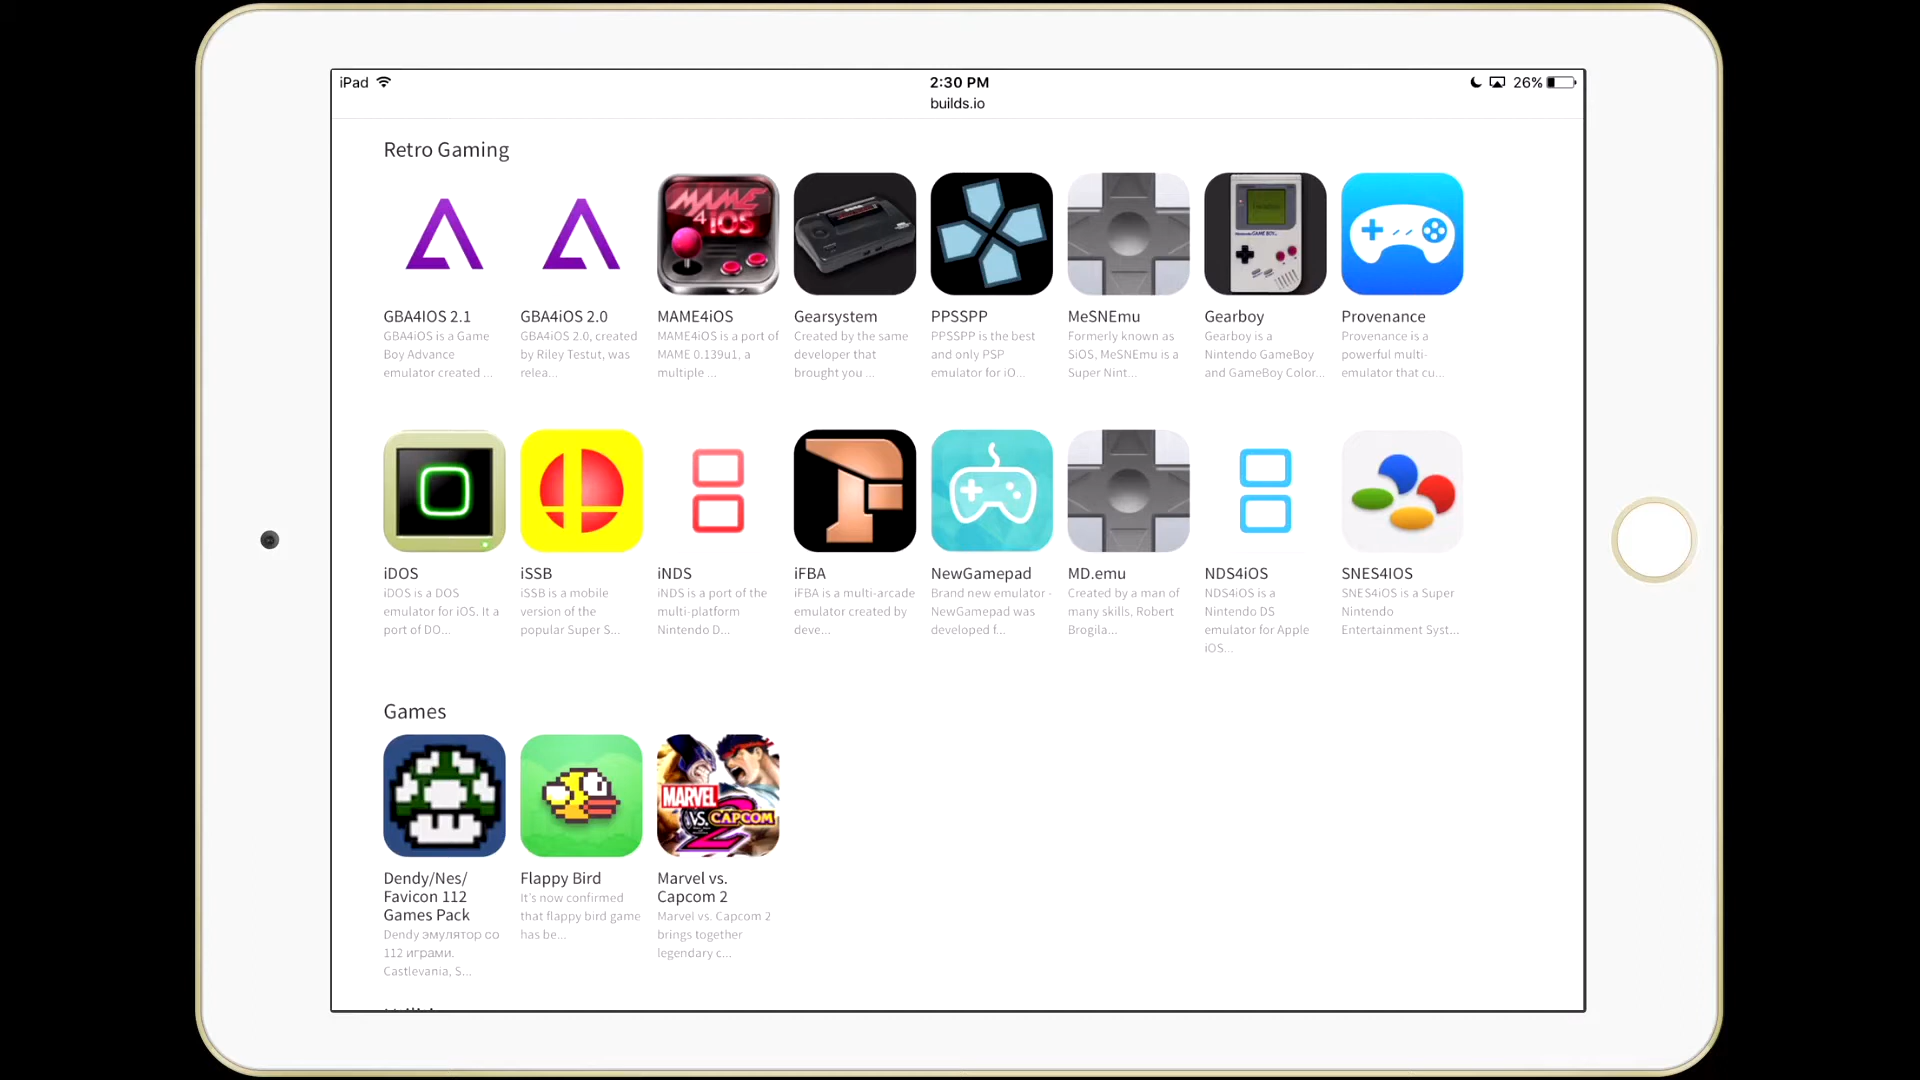 iPad
2:30 PM
26%
builds.io
Retro Gaming
MAME
4iOS
GBA4IOS 2.1
GBA4iOS is a Game
Boy Advance
emulator created ...
GBA4iOS 2.0
GBA4iOS 2.0, created
by Riley Testut, was
relea...
MAME4iOS
MAME4iOS is a port of
MAME 0.139u1, a
multiple ...
Gearsystem
Created by the same
developer that
brought you ...
PPSSPP
PPSSPP is the best
and only PSP
emulator for iO...
MeSNEmu
Formerly known as
SiOS, MeSNEmu is a
Super Nint...
Gearboy
Gearboy is a
Nintendo GameBoy
and GameBoy Color...
Provenance
Provenance is a
powerful multi-
emulator that cu...
iDOS
iDOS is a DOS
emulator for iOS. It a
port of DO...
iSSB
iSSB is a mobile
version of the
popular Super S...
iNDS
iNDS is a port of the
multi-platform
Nintendo D...
iFBA
iFBA is a multi-arcade
emulator created by
deve...
NewGamepad
Brand new emulator -
NewGamepad was
developed f...
MD.emu
Created by a man of
many skills, Robert
Brogila...
NDS4iOS
NDS4iOS is a
Nintendo DS
emulator for Apple
iOS...
SNES4IOS
SNES4iOS is a Super
Nintendo
Entertainment Syst...
Games
MARVEL
VS. CAPCOM
2
Dendy/Nes/
Favicon 112
Games Pack
Dendy эмулятор со
112 играми.
Castlevania, S...
Flappy Bird
It's now confirmed
that flappy bird game
has be...
Marvel vs.
Capcom 2
Marvel vs. Capcom 2
brings together
legendary c...